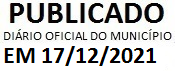 PUBLICADO
DIÁRIO OFICIAL DO MUNICÍPIO
EM 17/12/2021